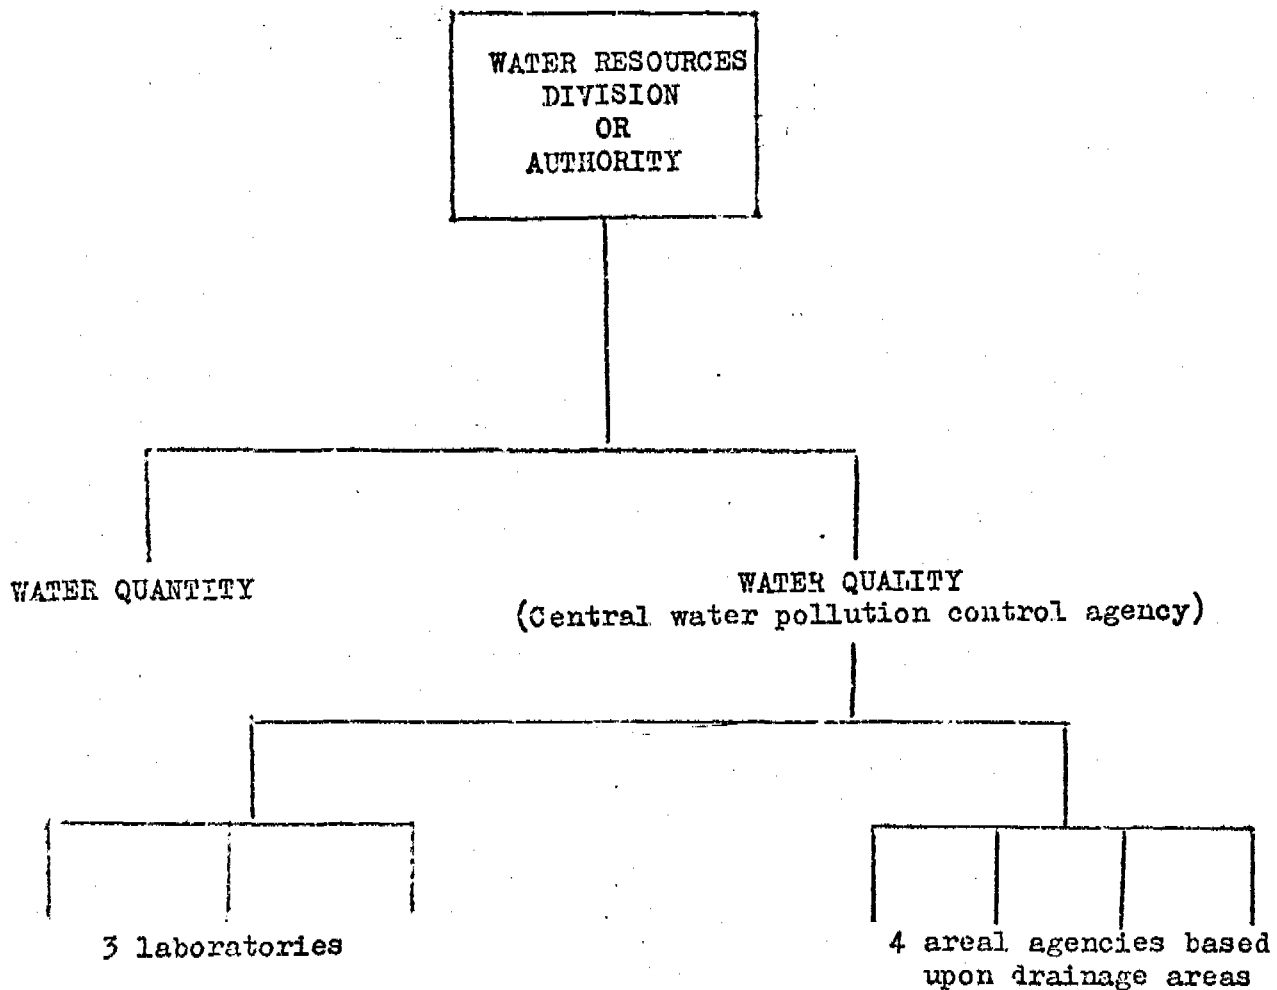 WATER RESOURCES
DIVISION
OR
AUTHORITY
WATER QUANTITY
WATER QUALITY
(Central water pollution control agency)
3 laboratories
4 areal agencies based
upon drainage areas